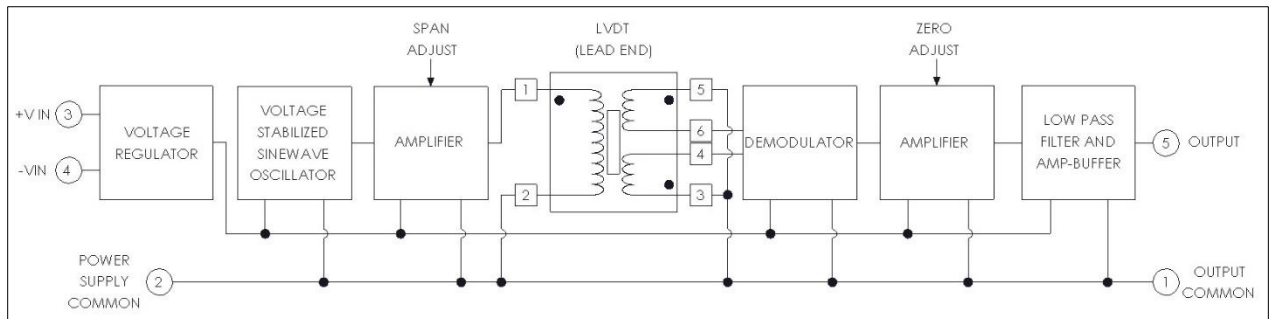 SPAN
ADJUST
LVDT
(LEAD END)
ZERO
ADJUST
+V IN
3
-VIN
4
VOLTAGE
REGULATOR
VOLTAGE
STABILIZED
SINEWAVE
OSCILLATOR
AMPLIFIER
1
2
5
6
4
3
DEMODULATOR
AMPLIFIER
LOW PASS
FILTER AND
AMP-BUFFER
5
OUTPUT
POWER
SUPPLY
COMMON
2
1
OUTPUT
COMMON